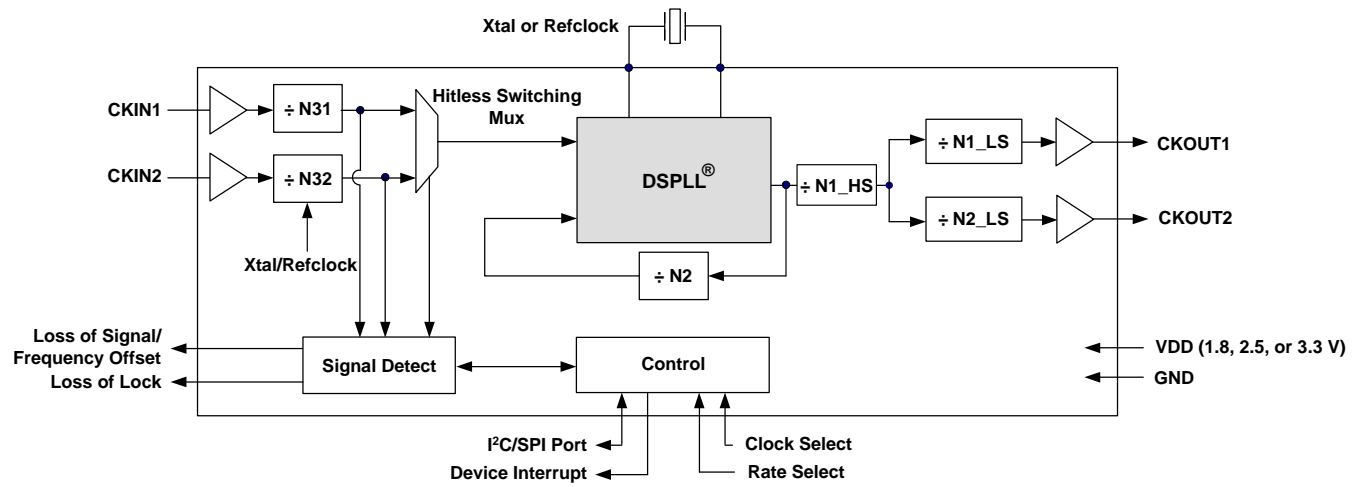 Xtal or Refclock
CKIN1
÷ N31
Hitless Switching
Mux
CKIN2
÷ N32
DSPLL®
÷ N1_HS
÷ N1_LS
CKOUT1
÷ N2_LS
CKOUT2
Xtal/Refclock
÷ N2
Loss of Signal/
Frequency Offset
Loss of Lock
Signal Detect
Control
VDD (1.8, 2.5, or 3.3 V)
GND
I²C/SPI Port
Device Interrupt
Clock Select
Rate Select